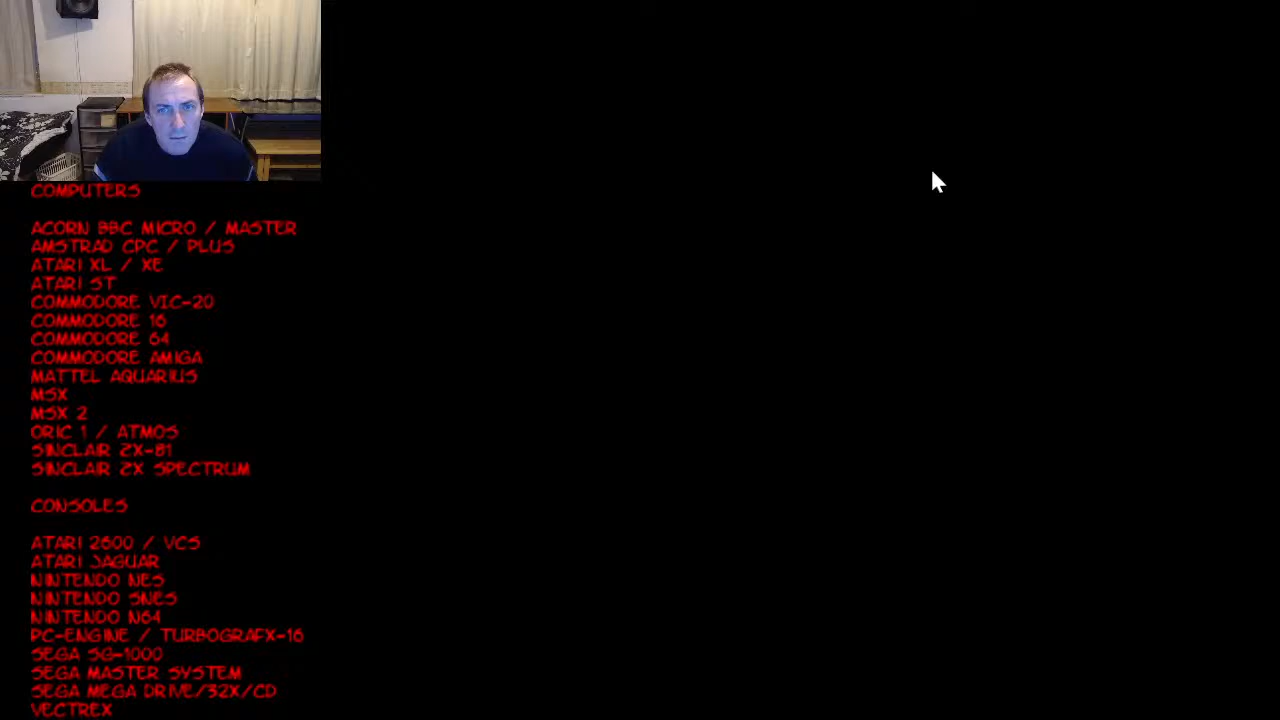 COMPUTERS
ACORN BBC MICRO / MASTER
AMSTRAD CPC / PLUS
ATARI XL / XE
ATARI ST
COMMODORE VIC-20
COMMODORE 16
COMMODORE 64
COMMODORE AMIGA
MATTEL AQUARIUS
MSX
MSX 2
ORIC 1 / ATMOS
SINCLAIR ZX-81
SINCLAIR ZX SPECTRUM
CONSOLES
ATARI 2600 / VCS
ATARI JAGUAR
NINTENDO NES
NINTENDO SNES
NINTENDO N64
PC-ENGINE / TURBOGRAFX-16
SEGA SG-1000
SEGA MASTER SYSTEM
SEGA MEGA DRIVE/32X/CD
VECTREX